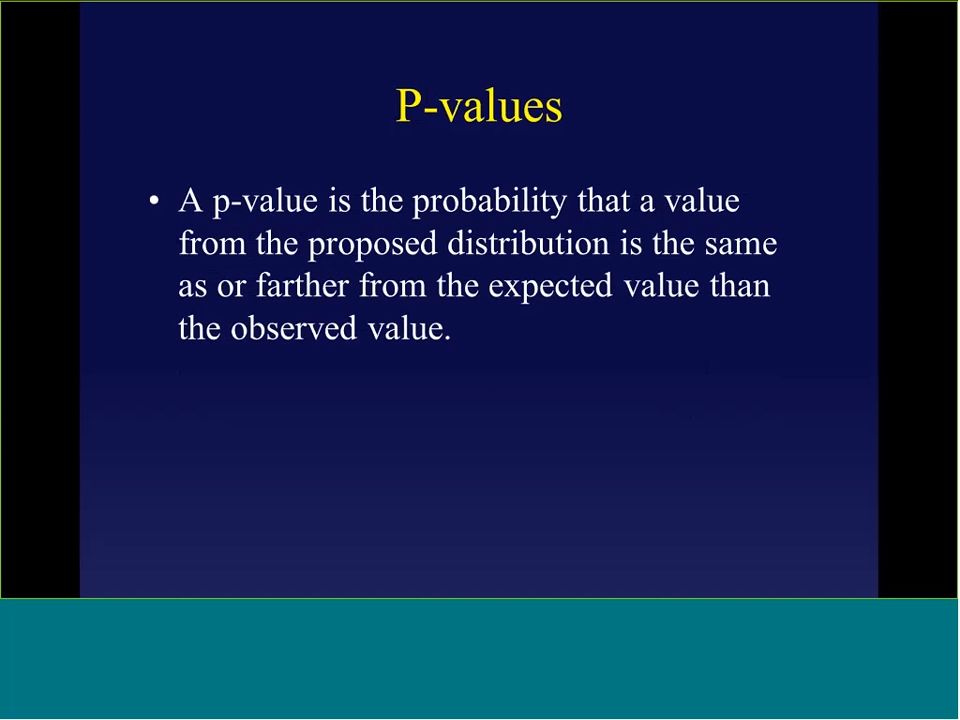 P-values
• A p-value is the probability that a value
from the proposed distribution is the same
as or farther from the expected value than
the observed value.